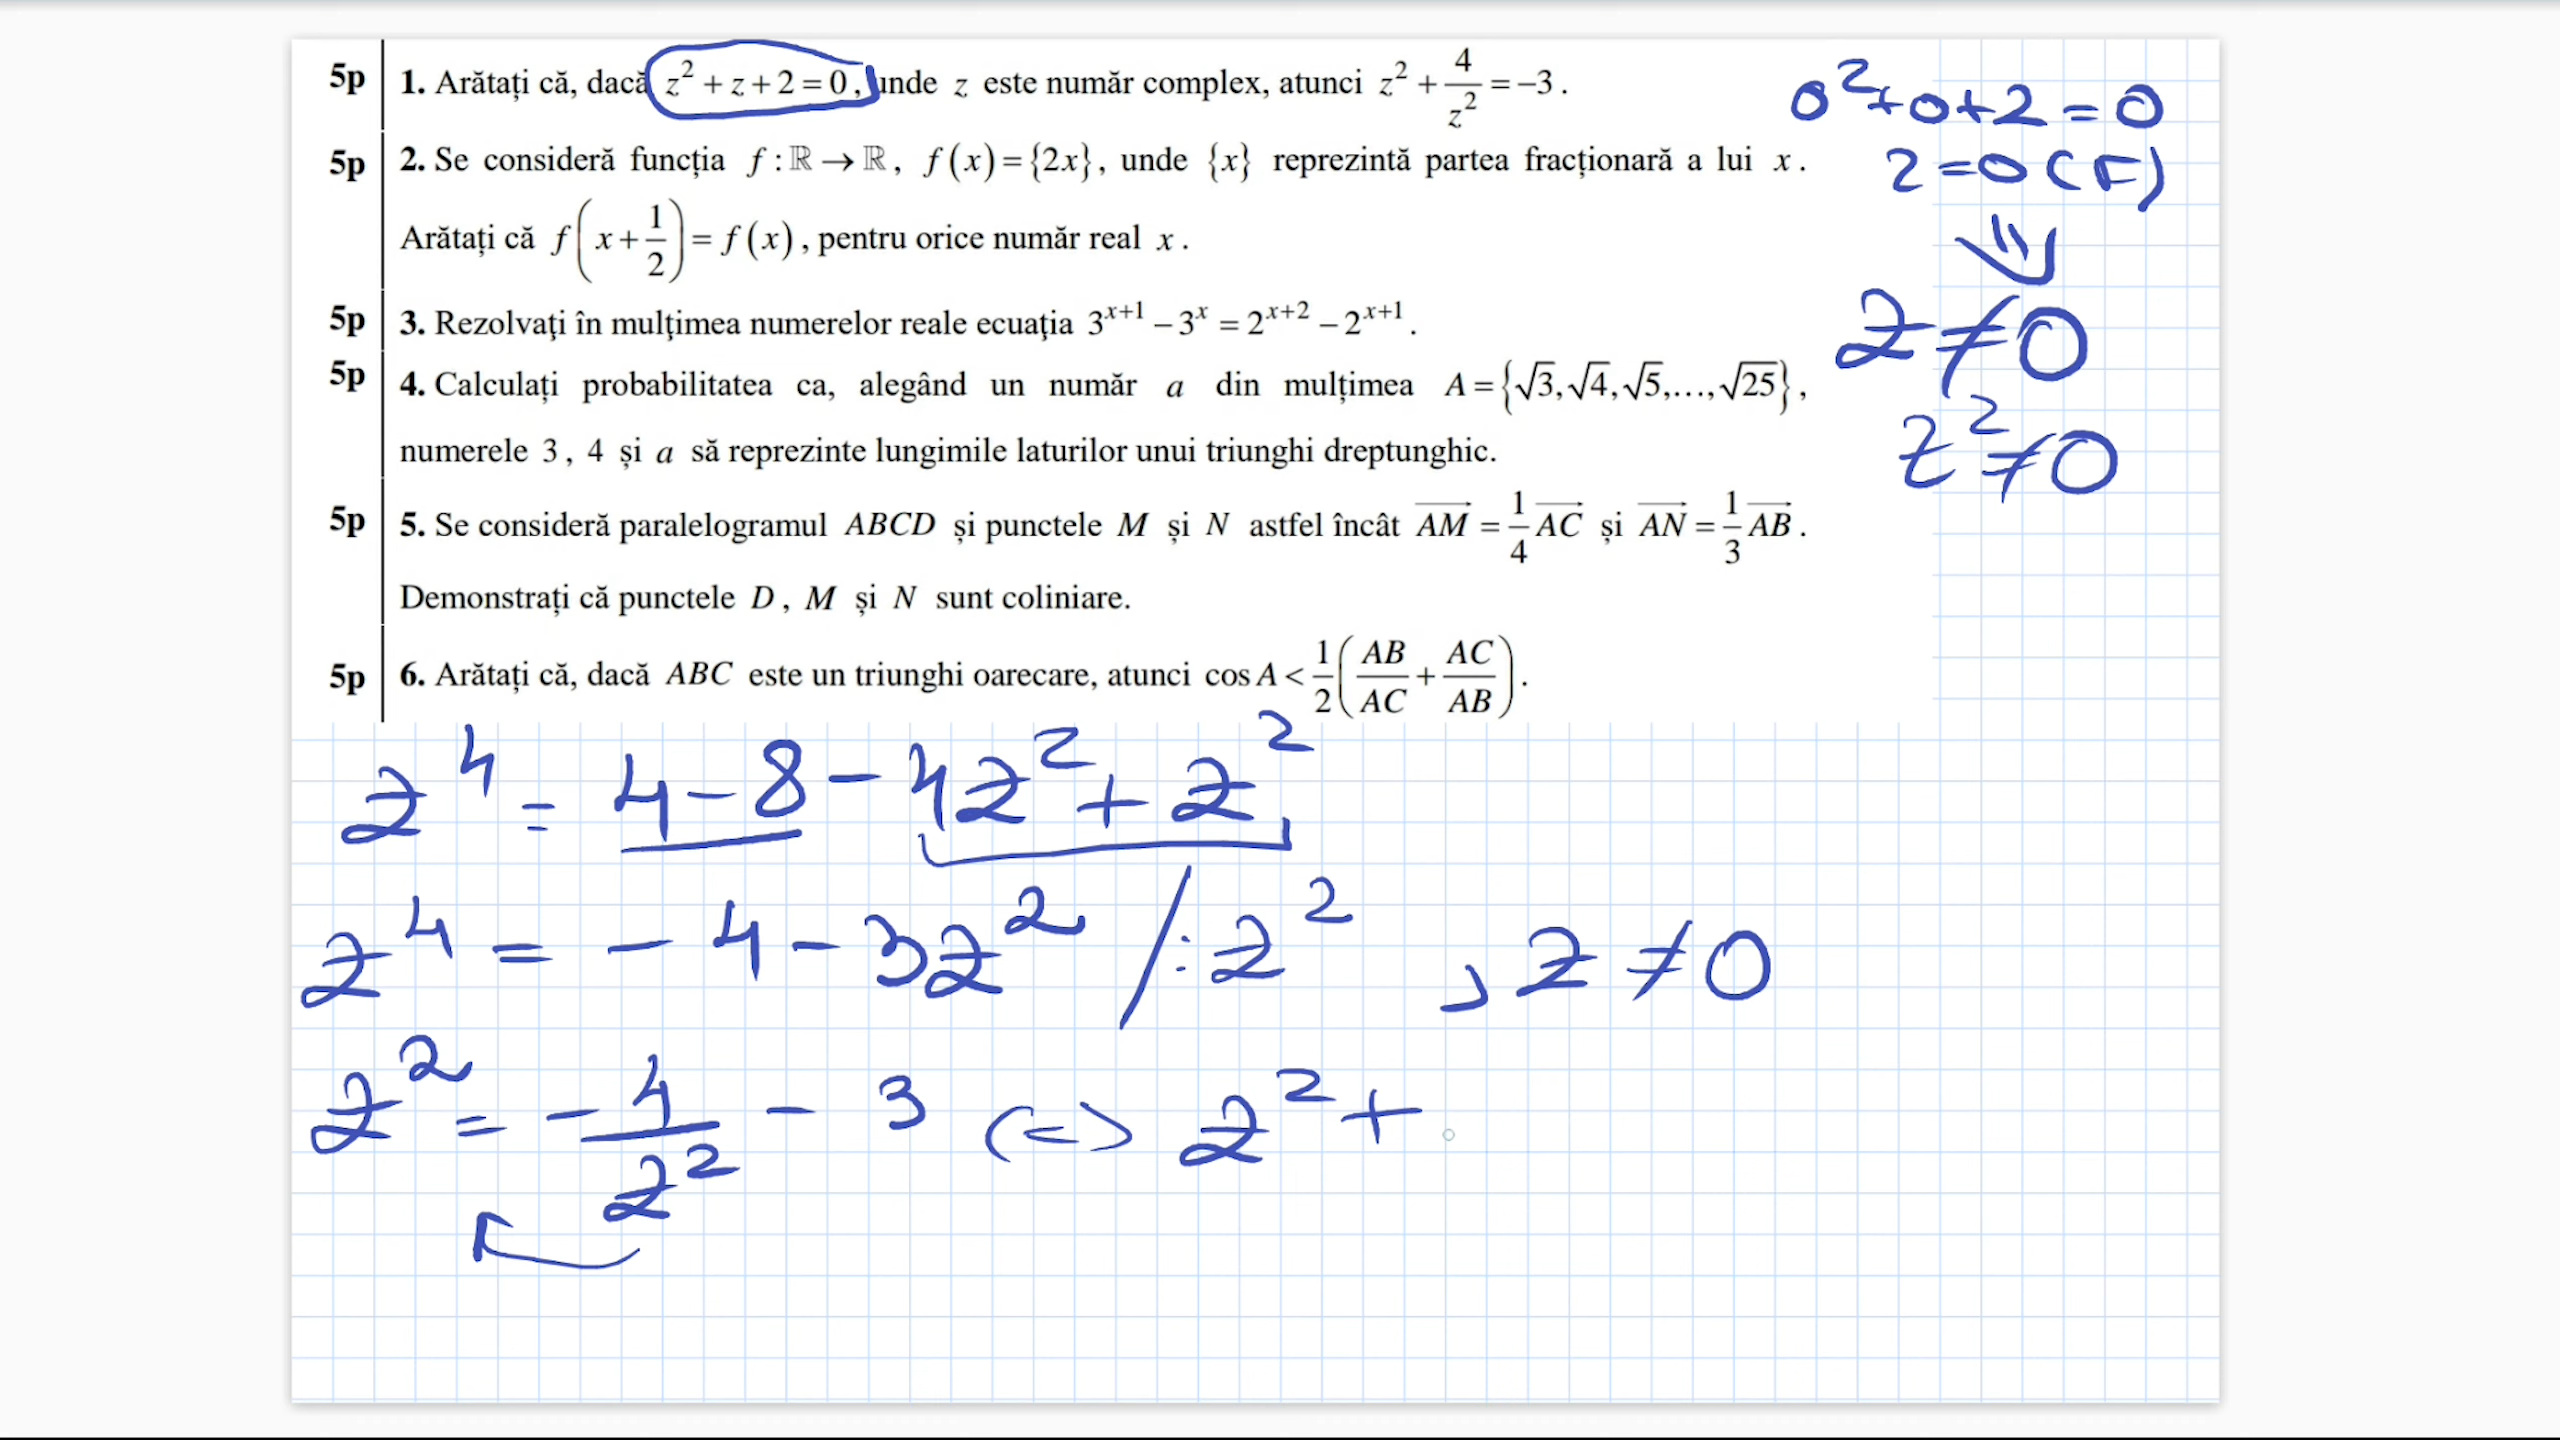 5p 1. Arătați că, dacă z² + z + 2 = 0, unde z este număr complex, atunci z² + 4/z² = −3.
5p 2. Se consideră funcția f : ℝ → ℝ, f(x) = {2x}, unde {x} reprezintă partea fracționară a lui x.
Arătați că f(x + 1/2) = f(x), pentru orice număr real x.
5p 3. Rezolvați în mulțimea numerelor reale ecuația 3^(x+1) − 3^x = 2^(x+2) − 2^(x+1).
5p 4. Calculați probabilitatea ca, alegând un număr a din mulțimea A = {√3, √4, √5, ..., √25},
numerele 3, 4 și a să reprezinte lungimile laturilor unui triunghi dreptunghic.
5p 5. Se consideră paralelogramul ABCD și punctele M și N astfel încât AM⃗ = 1/4 AC⃗ și AN⃗ = 1/3 AB⃗.
Demonstrați că punctele D, M și N sunt coliniare.
5p 6. Arătați că, dacă ABC este un triunghi oarecare, atunci cos A < 1/2 (AB/AC + AC/AB).
0² + 0 + 2 = 0
2 = 0 (F)
⇓
z ≠ 0
z² ≠ 0
z⁴ = 4 − 8 − 4z² + z²
z⁴ = −4 − 3z² / : z² , z ≠ 0
z² = −4/z² − 3 (=) z² +